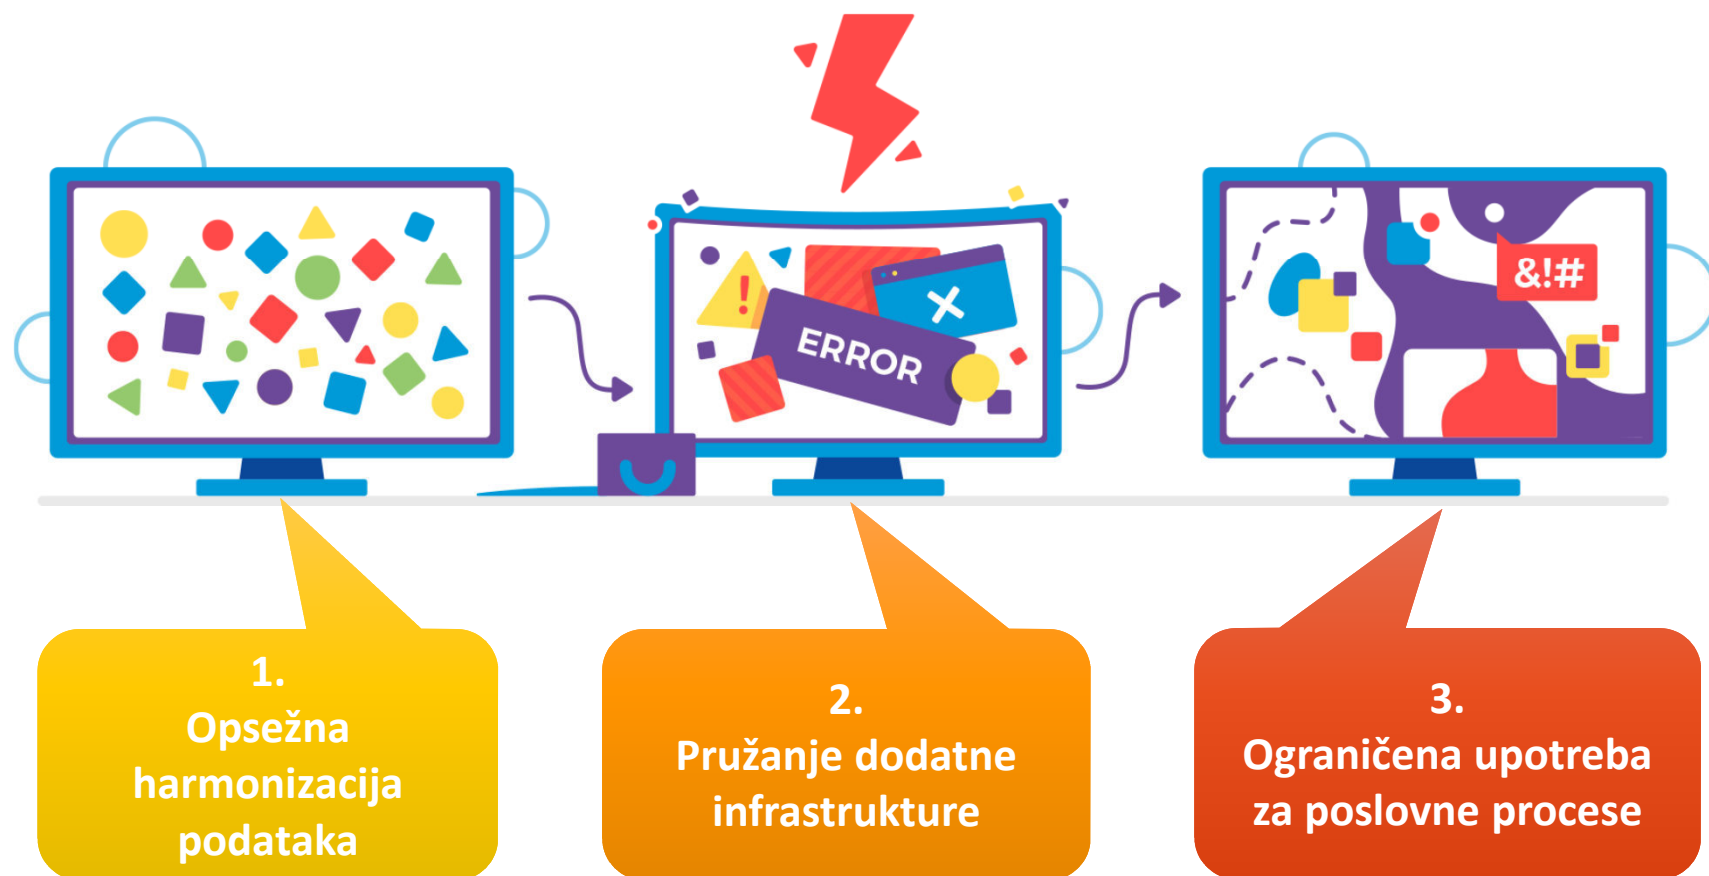 ERROR
&!#
1.
Opsežna
harmonizacija
podataka
2.
Pružanje dodatne
infrastrukture
3.
Ograničena upotreba
za poslovne procese